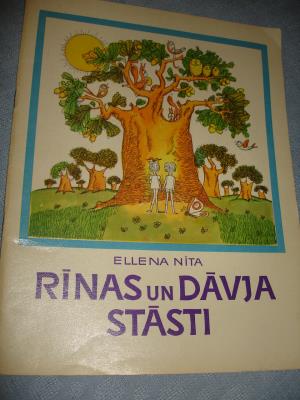 ELLENA NĪTA
RĪNAS UN DĀVJA
STĀSTI